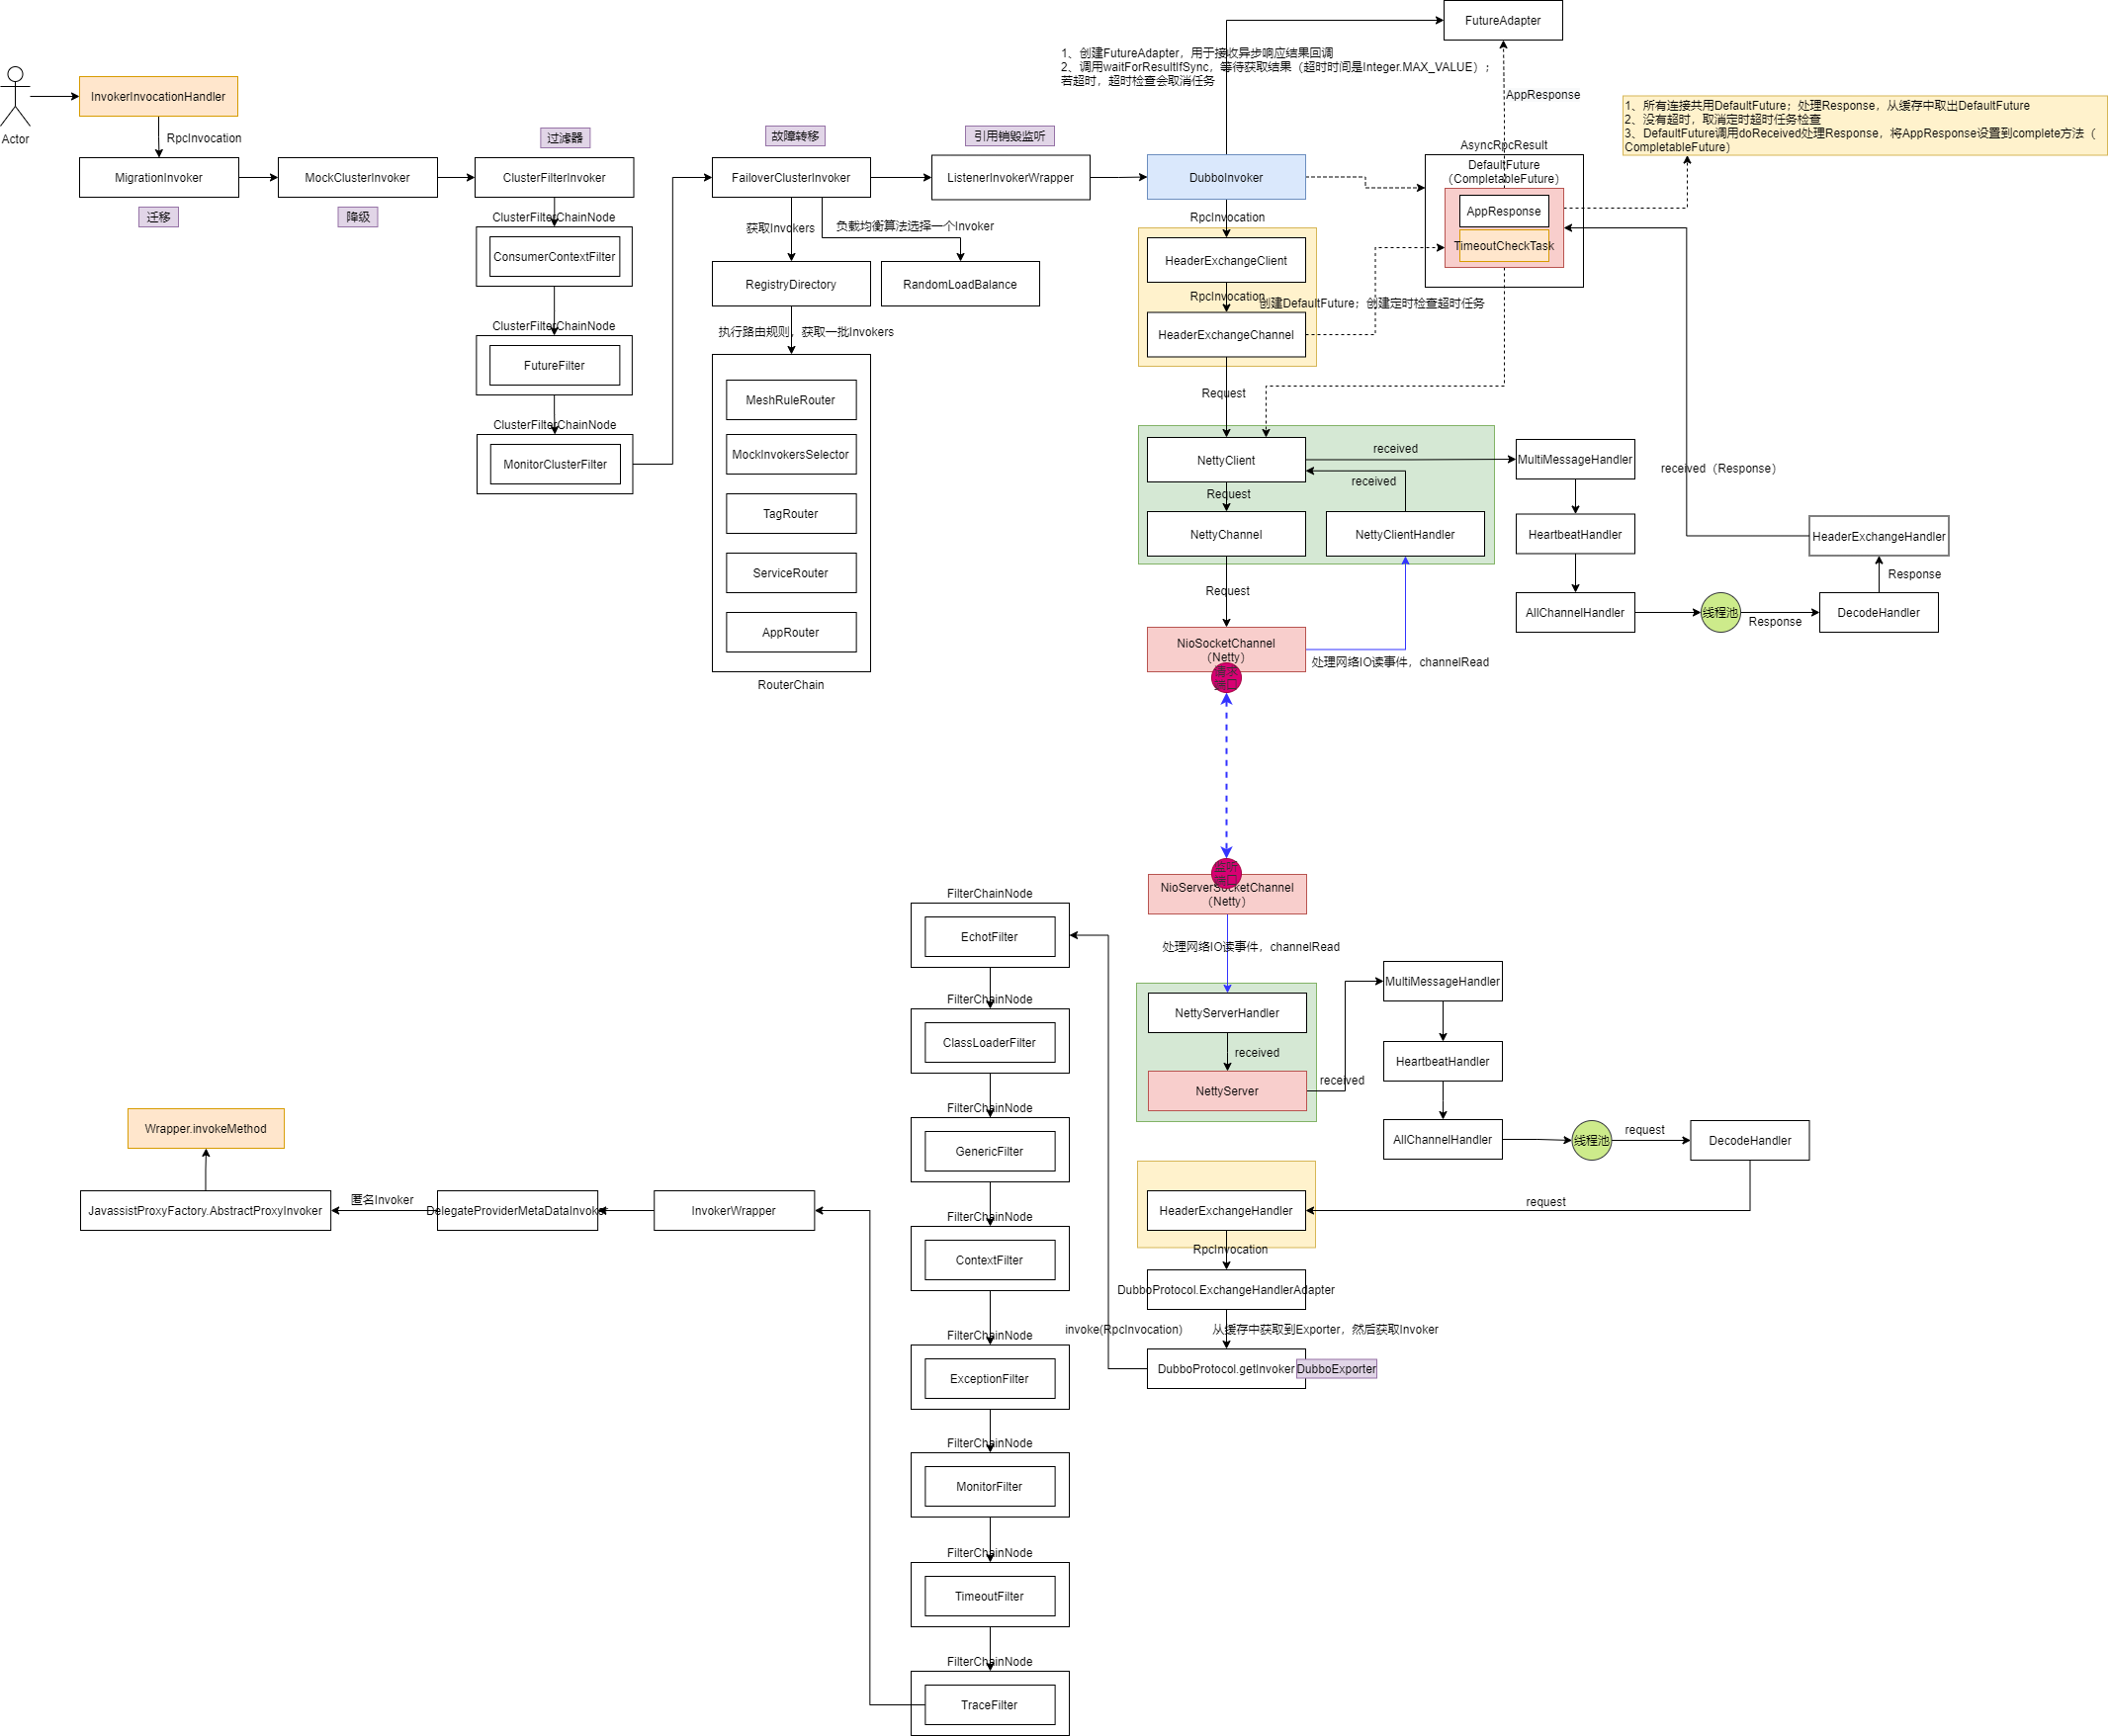 FutureAdapter
1、创建FutureAdapter，用于接收异步响应结果回调
2、调用waitForResultIfSync，等待获取结果（超时时间是Integer.MAX_VALUE）；
若超时，超时检查会取消任务
AppResponse
Actor
InvokerInvocationHandler
RpcInvocation
MigrationInvoker
迁移
MockClusterInvoker
降级
过滤器
ClusterFilterInvoker
ClusterFilterChainNode
ConsumerContextFilter
ClusterFilterChainNode
FutureFilter
ClusterFilterChainNode
MonitorClusterFilter
故障转移
FailoverClusterInvoker
获取Invokers
负载均衡算法选择一个Invoker
RegistryDirectory
RandomLoadBalance
执行路由规则，获取一批Invokers
MeshRuleRouter
MockInvokersSelector
TagRouter
ServiceRouter
AppRouter
RouterChain
引用销毁监听
ListenerInvokerWrapper
DubboInvoker
RpcInvocation
HeaderExchangeClient
RpcInvocation
创建DefaultFuture；创建定时检查超时任务
HeaderExchangeChannel
Request
AsyncRpcResult
DefaultFuture
（CompletableFuture）
AppResponse
TimeoutCheckTask
1、所有连接共用DefaultFuture；处理Response，从缓存中取出DefaultFuture
2、没有超时，取消定时超时任务检查
3、DefaultFuture调用doReceived处理Response，将AppResponse设置到complete方法（
CompletableFuture）
NettyClient
received
received
Request
NettyChannel
NettyClientHandler
Request
NioSocketChannel
（Netty）
处理网络IO读事件，channelRead
MultiMessageHandler
HeartbeatHandler
AllChannelHandler
线程池
Response
DecodeHandler
Response
HeaderExchangeHandler
received（Response）
NioServerSocketChannel
（Netty）
处理网络IO读事件，channelRead
NettyServerHandler
received
NettyServer
received
MultiMessageHandler
HeartbeatHandler
AllChannelHandler
线程池
request
DecodeHandler
request
HeaderExchangeHandler
RpcInvocation
DubboProtocol.ExchangeHandlerAdapter
invoke(RpcInvocation)
从缓存中获取到Exporter，然后获取Invoker
DubboProtocol.getInvoker
DubboExporter
FilterChainNode
EchotFilter
FilterChainNode
ClassLoaderFilter
FilterChainNode
GenericFilter
FilterChainNode
ContextFilter
FilterChainNode
ExceptionFilter
FilterChainNode
MonitorFilter
FilterChainNode
TimeoutFilter
FilterChainNode
TraceFilter
InvokerWrapper
DelegateProviderMetaDataInvoker
匿名Invoker
JavassistProxyFactory.AbstractProxyInvoker
Wrapper.invokeMethod